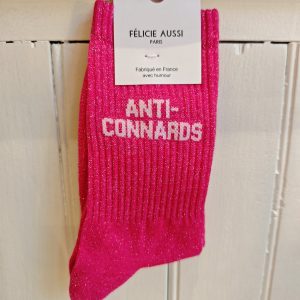 FÉLICIE AUSSI
PARIS
Fabriqué en France
avec humour
ANTI-
CONNARDS